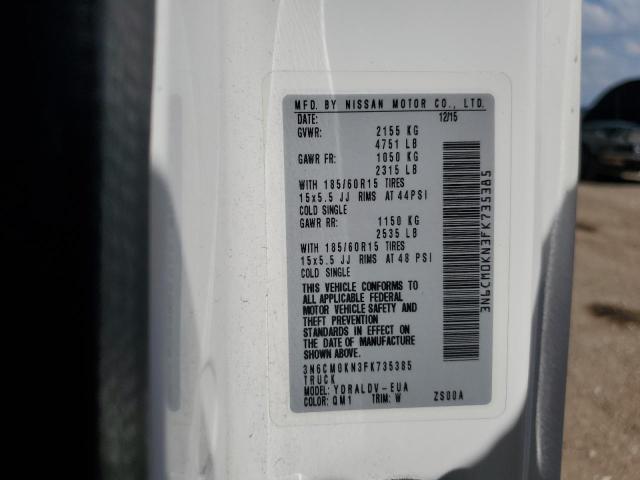 MFD. BY NISSAN MOTOR CO., LTD.
DATE: 12/15
GVWR: 2155 KG
4751 LB
GAWR FR: 1050 KG
2315 LB
WITH 185/60R15 TIRES
15x5.5 JJ RIMS AT 44PSI
COLD SINGLE
GAWR RR: 1150 KG
2535 LB
WITH 185/60R15 TIRES
15x5.5 JJ RIMS AT 48 PSI
COLD SINGLE
THIS VEHICLE CONFORMS TO
ALL APPLICABLE FEDERAL
MOTOR VEHICLE SAFETY AND
THEFT PREVENTION
STANDARDS IN EFFECT ON
THE DATE OF MANUFACTURE
SHOWN ABOVE.
3N6CM0KN3FK735385
TRUCK
MODEL: YDRALDV-EUA
COLOR: QM1 TRIM: W ZS00A
3N6CM0KN3FK735385